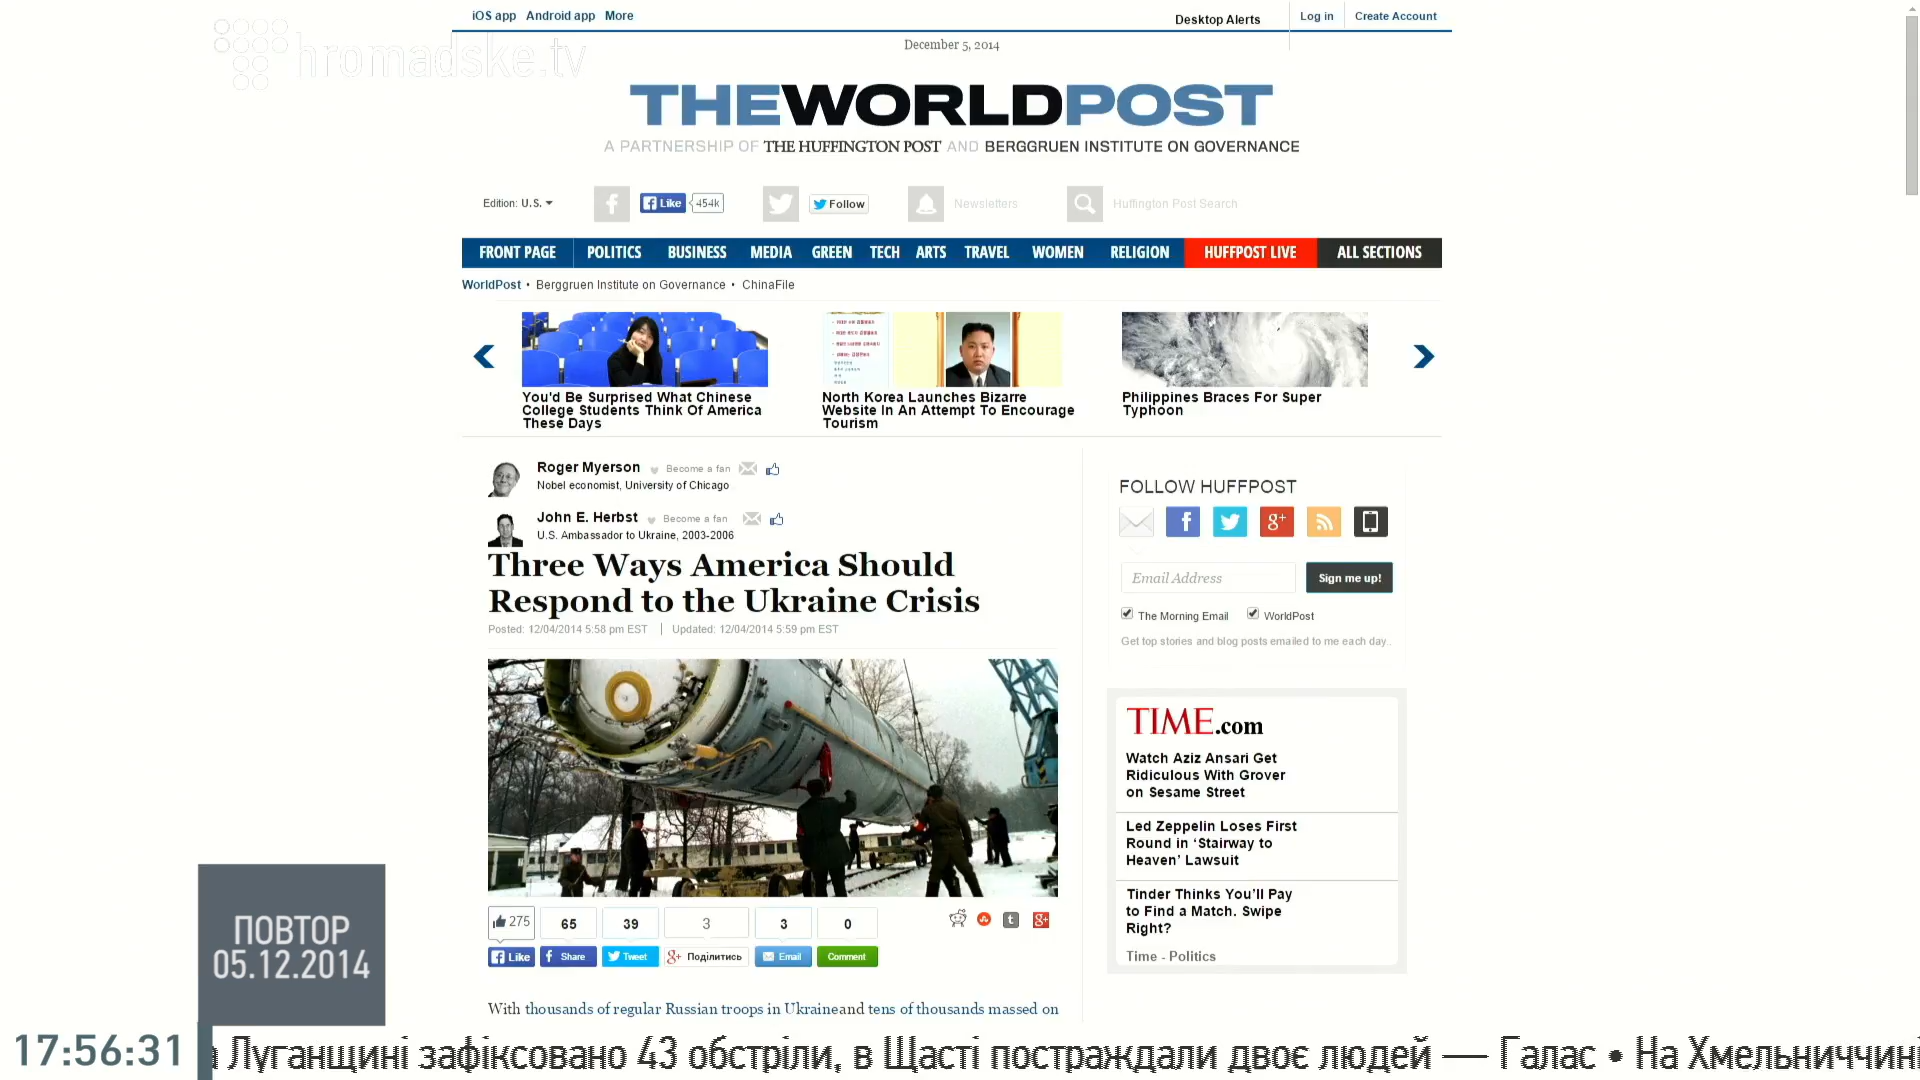 iOS app Android app More
Desktop Alerts Log in Create Account
hromadske.tv
December 5, 2014
THEWORLDPOST
A PARTNERSHIP OF THE HUFFINGTON POST AND BERGGRUEN INSTITUTE ON GOVERNANCE
Edition: U.S. Like 454k Follow Newsletters Huffington Post Search
FRONT PAGE POLITICS BUSINESS MEDIA GREEN TECH ARTS TRAVEL WOMEN RELIGION HUFFPOST LIVE ALL SECTIONS
WorldPost • Berggruen Institute on Governance • ChinaFile
You'd Be Surprised What Chinese
College Students Think Of America
These Days
North Korea Launches Bizarre
Website In An Attempt To Encourage
Tourism
Philippines Braces For Super
Typhoon
Roger Myerson Become a fan
Nobel economist, University of Chicago
John E. Herbst Become a fan
U.S. Ambassador to Ukraine, 2003-2006
Three Ways America Should
Respond to the Ukraine Crisis
Posted: 12/04/2014 5:58 pm EST | Updated: 12/04/2014 5:59 pm EST
275 65 39 3 3 0
Like Share Tweet Поділитись Email Comment
With thousands of regular Russian troops in Ukraineand tens of thousands massed on
FOLLOW HUFFPOST
Email Address Sign me up!
The Morning Email WorldPost
Get top stories and blog posts emailed to me each day.
TIME.com
Watch Aziz Ansari Get
Ridiculous With Grover
on Sesame Street
Led Zeppelin Loses First
Round in ‘Stairway to
Heaven’ Lawsuit
Tinder Thinks You’ll Pay
to Find a Match. Swipe
Right?
Time - Politics
ПОВТОР
05.12.2014
17:56:31 а Луганщині зафіксовано 43 обстріли, в Щасті постраждали двоє людей — Галас • На Хмельниччині